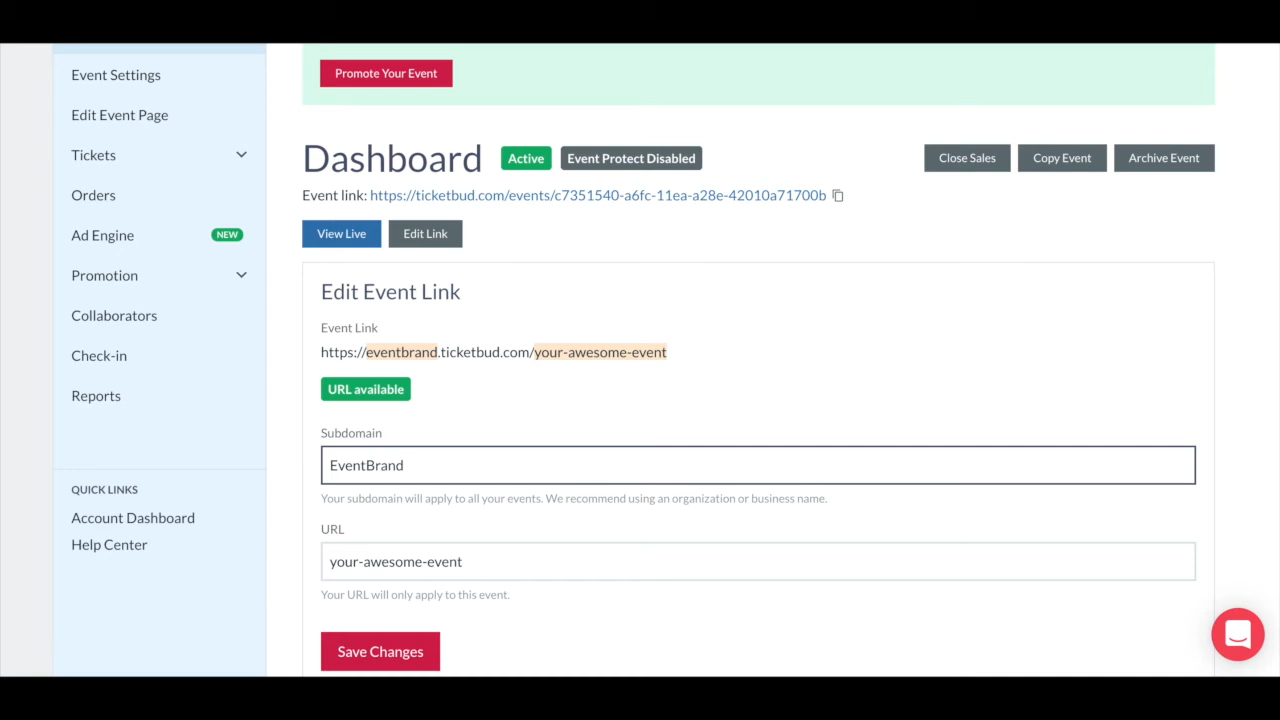 Event Settings
Edit Event Page
Tickets
Orders
Ad Engine NEW
Promotion
Collaborators
Check-in
Reports
QUICK LINKS
Account Dashboard
Help Center
Promote Your Event
Dashboard Active Event Protect Disabled Close Sales Copy Event Archive Event
Event link: https://ticketbud.com/events/c7351540-a6fc-11ea-a28e-42010a71700b
View Live Edit Link
Edit Event Link
Event Link
https://eventbrand.ticketbud.com/your-awesome-event
URL available
Subdomain
EventBrand
Your subdomain will apply to all your events. We recommend using an organization or business name.
URL
your-awesome-event
Your URL will only apply to this event.
Save Changes